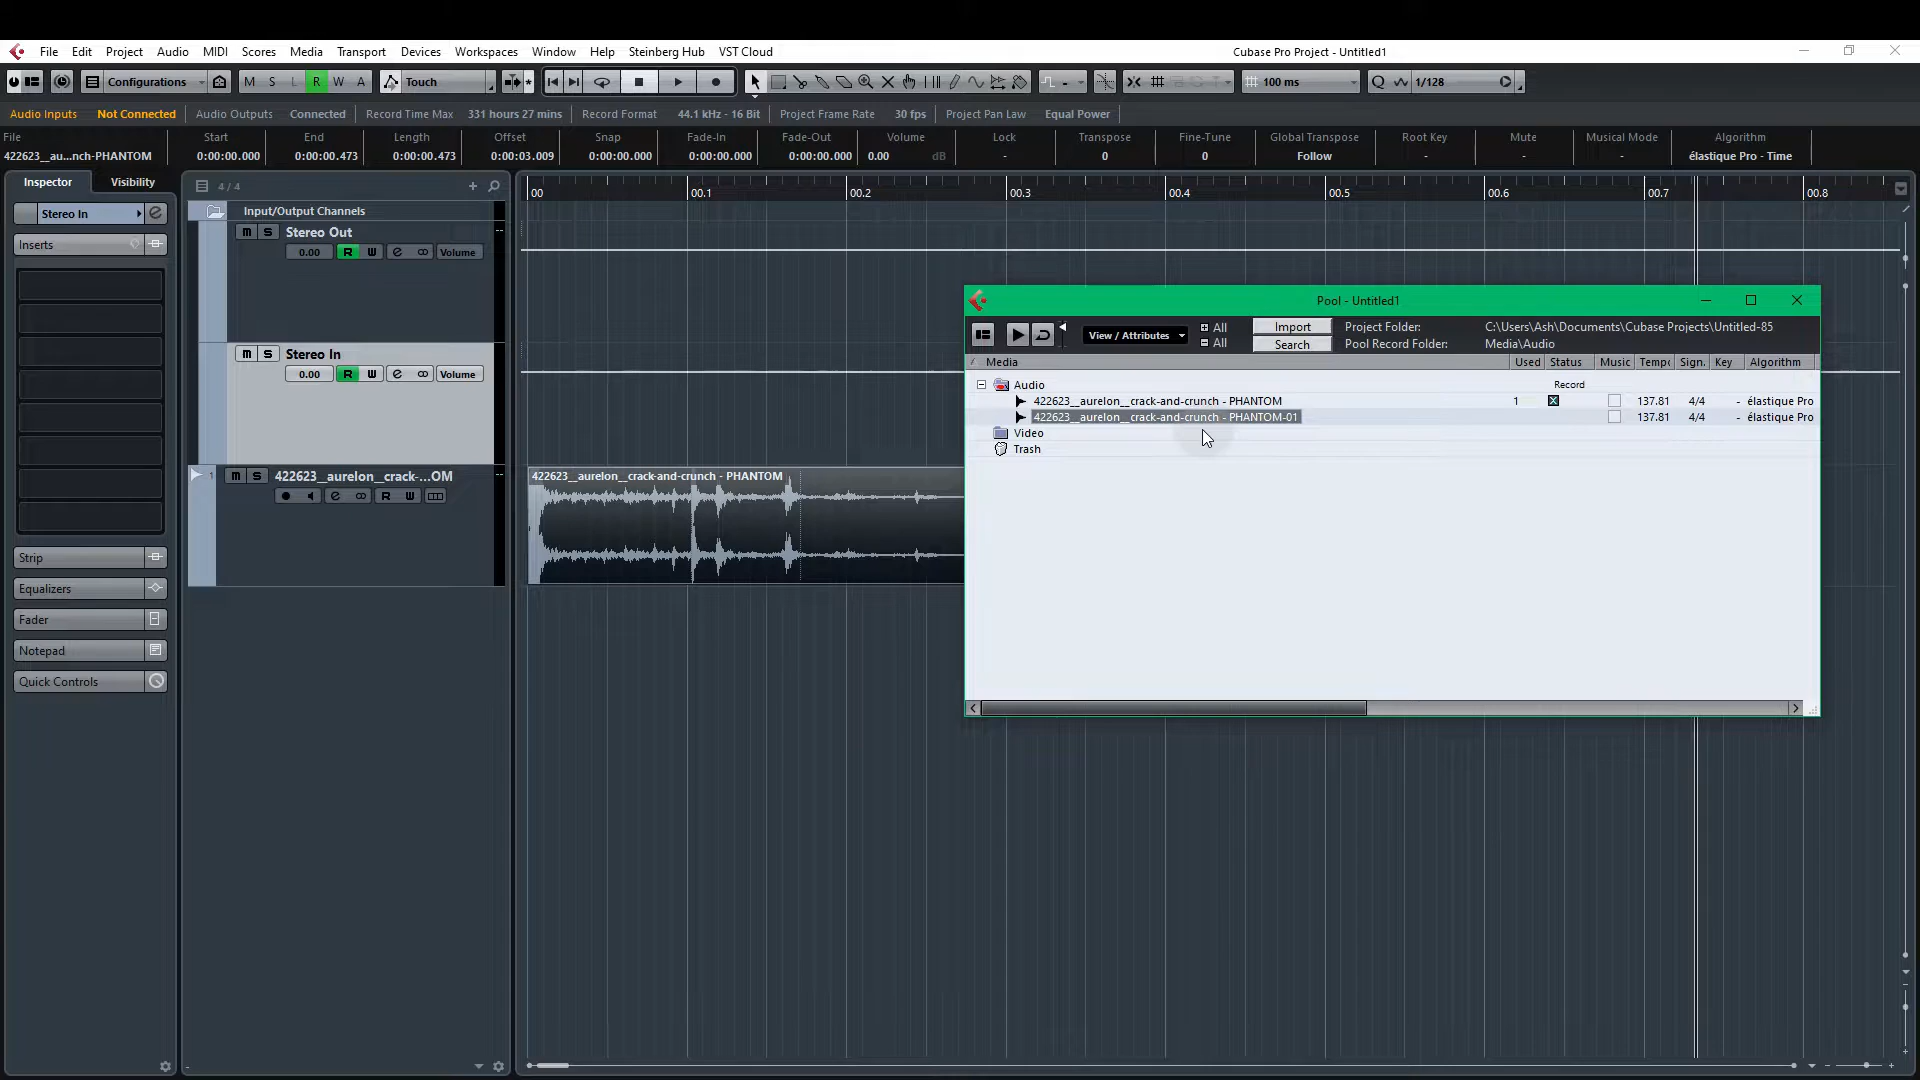 File Edit Project Audio MIDI Scores Media Transport Devices Workspaces Window Help Steinberg Hub VST Cloud Cubase Pro Project - Untitled1
Configurations M S L R W A Touch 100 ms Q 1/128
Audio Inputs Not Connected Audio Outputs Connected Record Time Max 331 hours 27 mins Record Format 44.1 kHz - 16 Bit Project Frame Rate 30 fps Project Pan Law Equal Power
File Start End Length Offset Snap Fade-In Fade-Out Volume Lock Transpose Fine-Tune Global Transpose Root Key Mute Musical Mode Algorithm
422623__au...nch-PHANTOM 0:00:00.000 0:00:00.473 0:00:00.473 0:00:03.009 0:00:00.000 0:00:00.000 0:00:00.000 0.00 dB - 0 0 Follow - - - élastique Pro - Time
Inspector Visibility 4 / 4
00 00.1 00.2 00.3 00.4 00.5 00.6 00.7 00.8
Stereo In
Input/Output Channels
m s Stereo Out
0.00 R W e Volume
Inserts
m s Stereo In
0.00 R W e Volume
1 m s 422623__aurelon__crack-...OM
e R W
422623__aurelon__crack-and-crunch - PHANTOM
Strip
Equalizers
Fader
Notepad
Quick Controls
Pool - Untitled1
View / Attributes All Import Project Folder: C:\Users\Ash\Documents\Cubase Projects\Untitled-85
All Search Pool Record Folder: Media\Audio
Media Used Status Music Temp Sign. Key Algorithm
Audio Record
422623__aurelon__crack-and-crunch - PHANTOM 1 X 137.81 4/4 - élastique Pro
422623__aurelon__crack-and-crunch - PHANTOM-01 137.81 4/4 - élastique Pro
Video
Trash